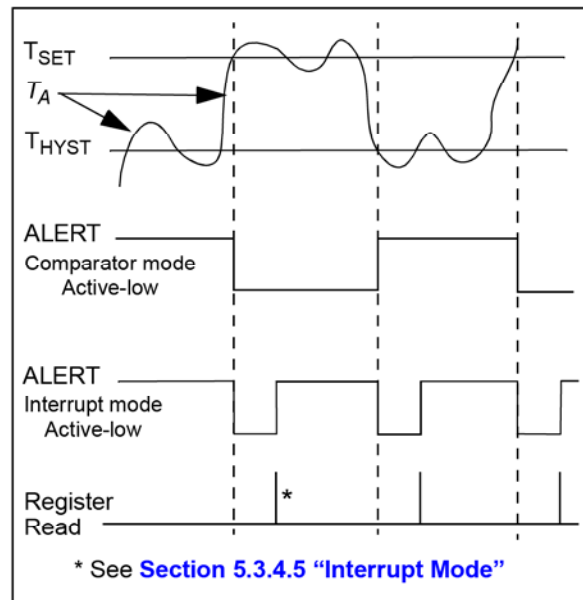 TSET
TA
THYST
ALERT
Comparator mode
Active-low
ALERT
Interrupt mode
Active-low
Register
Read
*
* See Section 5.3.4.5 “Interrupt Mode”